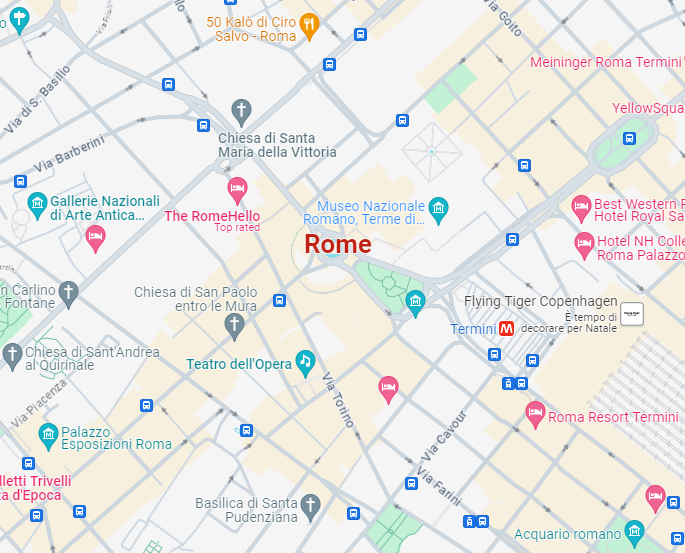 50 Kalò di Ciro
Salvo - Roma
Via Goito
Meininger Roma Termini
Via di S. Basilio
YellowSqua
Chiesa di Santa
Maria della Vittoria
Via Barberini
Gallerie Nazionali
di Arte Antica...
The RomeHello
Top rated
Museo Nazionale
Romano, Terme di...
Best Western P
Hotel Royal Sa
Rome
Hotel NH Colle
Roma Palazzo
n Carlino
Fontane
Chiesa di San Paolo
entro le Mura
Flying Tiger Copenhagen
È tempo di
decorare per Natale
Termini
M
Chiesa di Sant'Andrea
al Quirinale
Teatro dell'Opera
Via Piacenza
Via Torino
Roma Resort Termini
Via Cavour
Palazzo
Esposizioni Roma
Via Farini
lletti Trivelli
za d'Epoca
Basilica di Santa
Pudenziana
Acquario romano